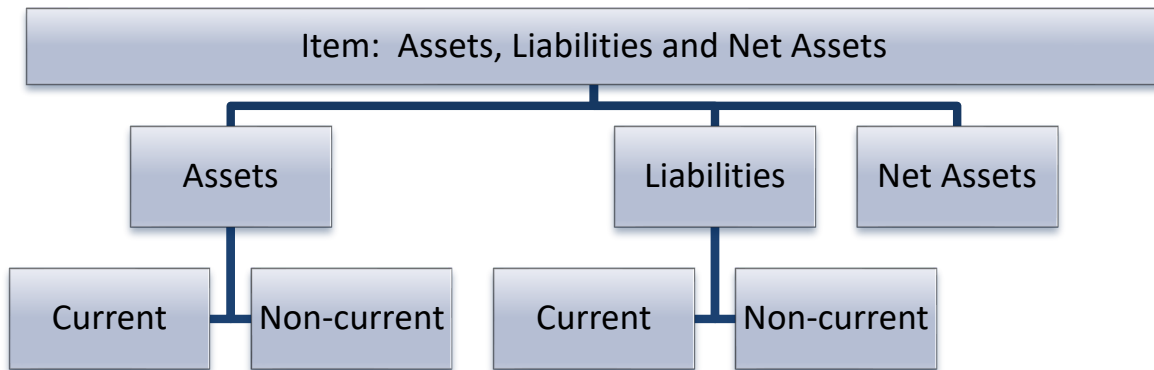 Item:  Assets, Liabilities and Net Assets
Assets
Liabilities
Net Assets
Current
Non-current
Current
Non-current